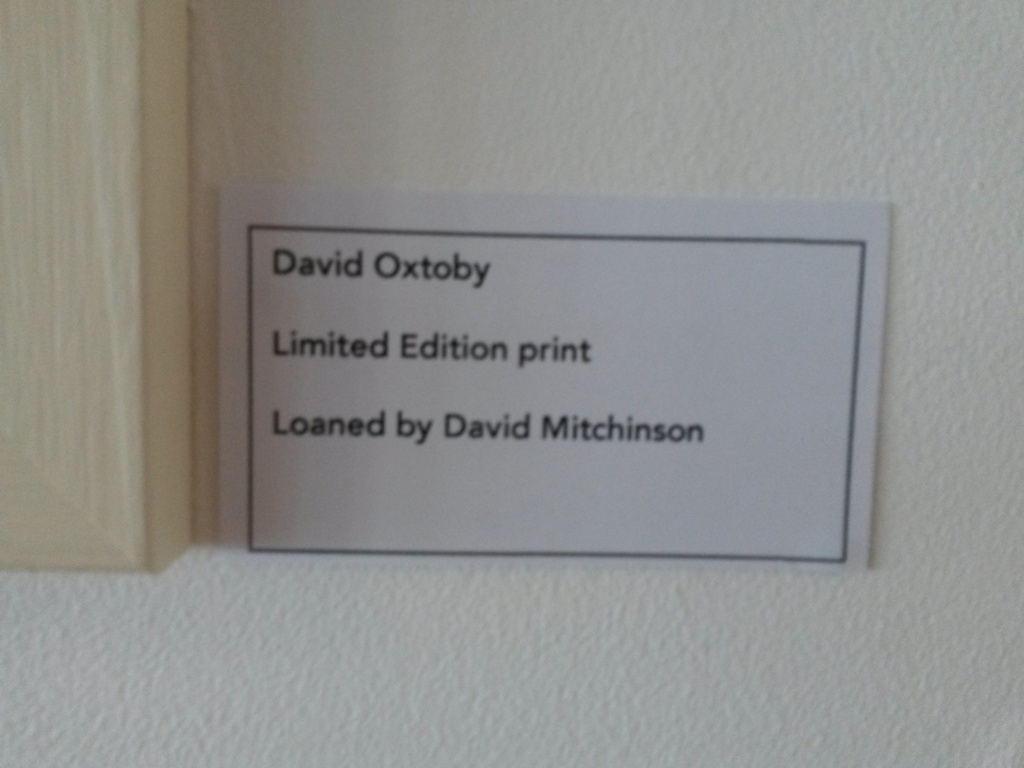 David Oxtoby
Limited Edition print
Loaned by David Mitchinson